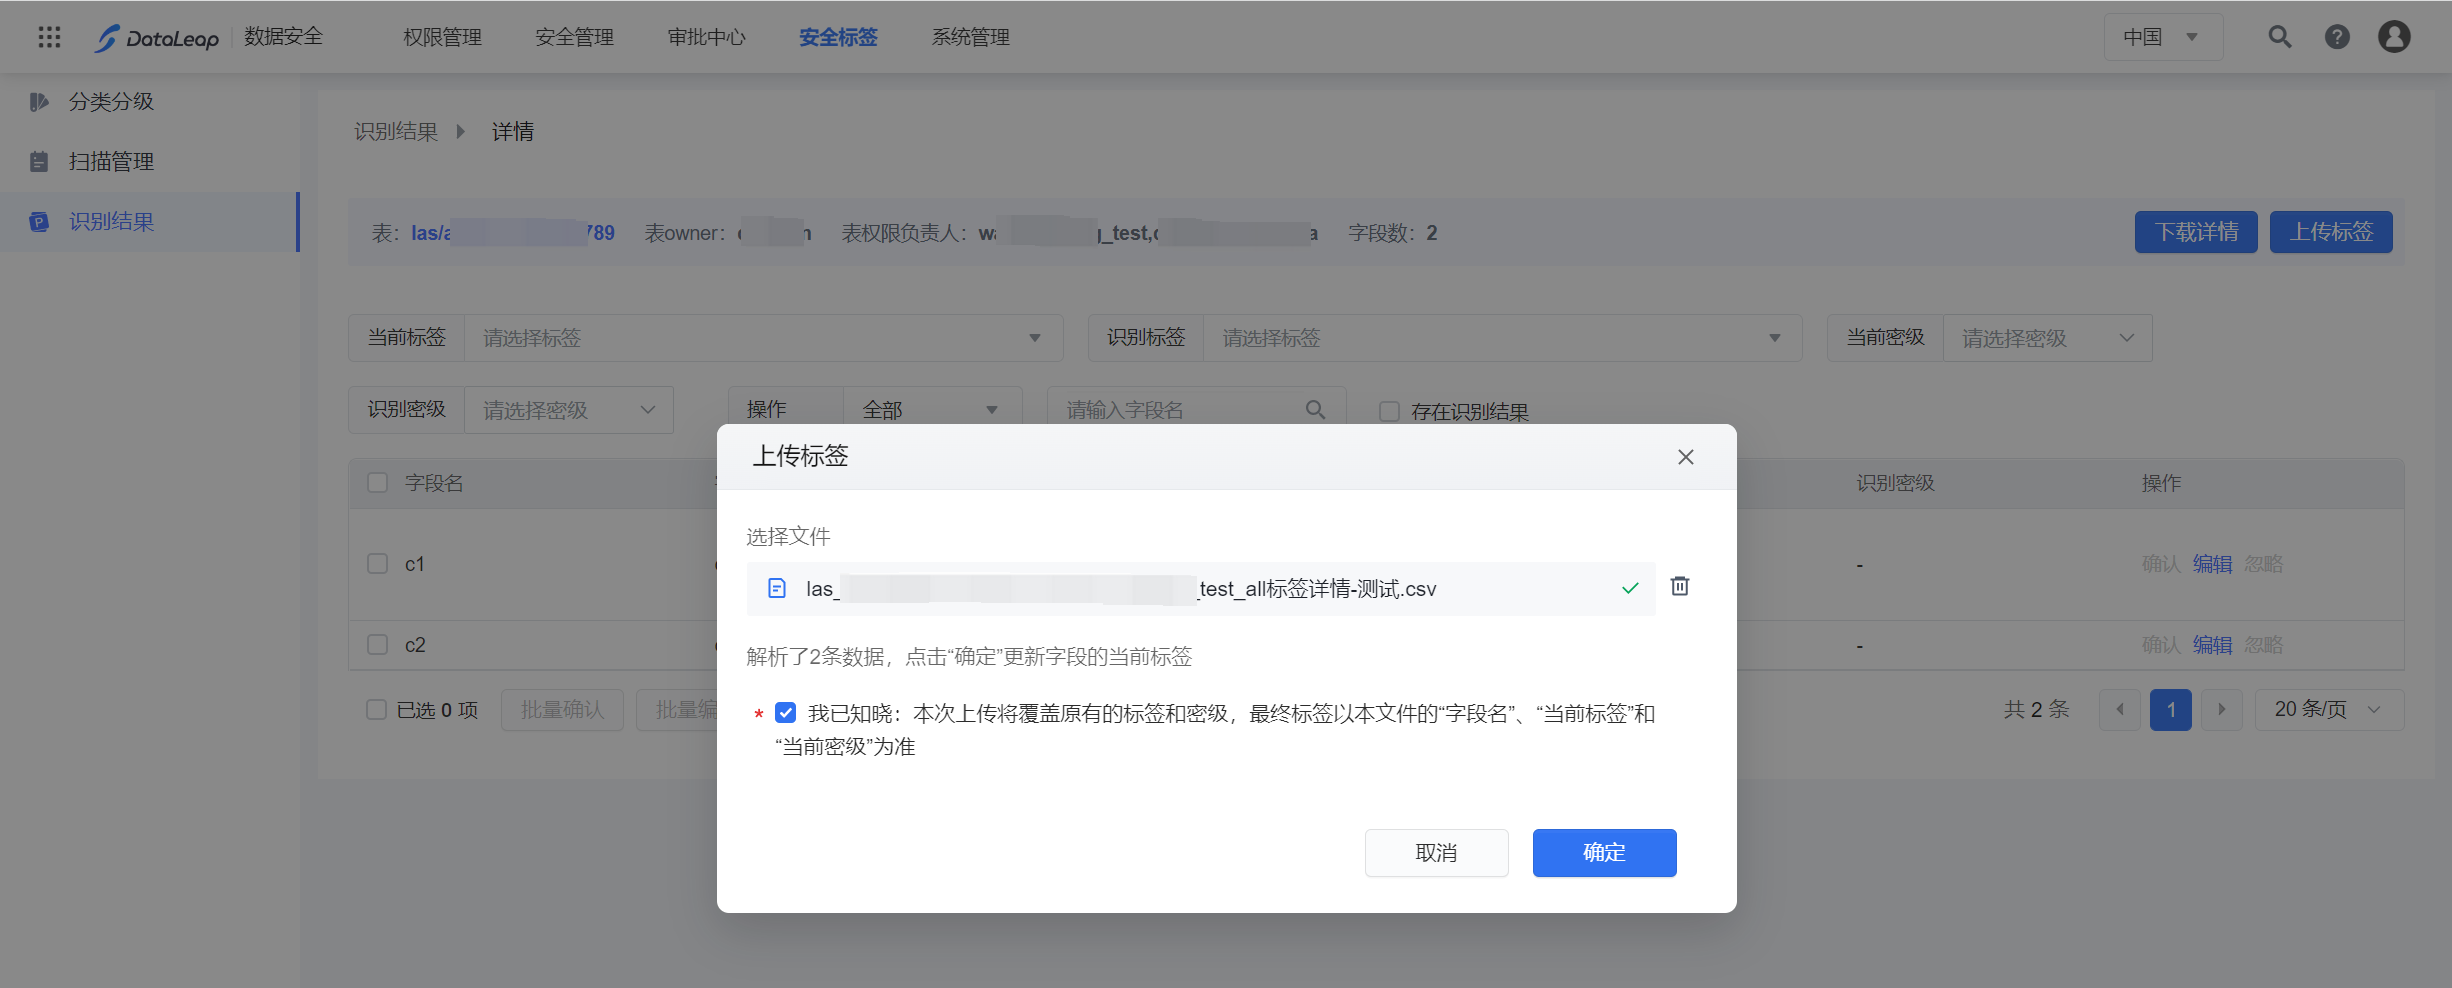 DataLeap 数据安全 权限管理 安全管理 审批中心 安全标签 系统管理 中国
分类分级
扫描管理
识别结果
识别结果 详情
表： las/ 789 表owner： 表权限负责人： _test, 字段数：2 下载详情 上传标签
当前标签 请选择标签 识别标签 请选择标签 当前密级 请选择密级
识别密级 请选择密级 操作 全部 请输入字段名 存在识别结果
上传标签
字段名 识别密级 操作
选择文件
c1 - 确认 编辑 忽略
las_ _test_all标签详情-测试.csv
c2 - 确认 编辑 忽略
解析了2条数据，点击“确定”更新字段的当前标签
已选 0 项 批量确认 批量编 共 2 条 1 20 条/页
* 我已知晓：本次上传将覆盖原有的标签和密级，最终标签以本文件的“字段名”、“当前标签”和
“当前密级”为准
取消 确定